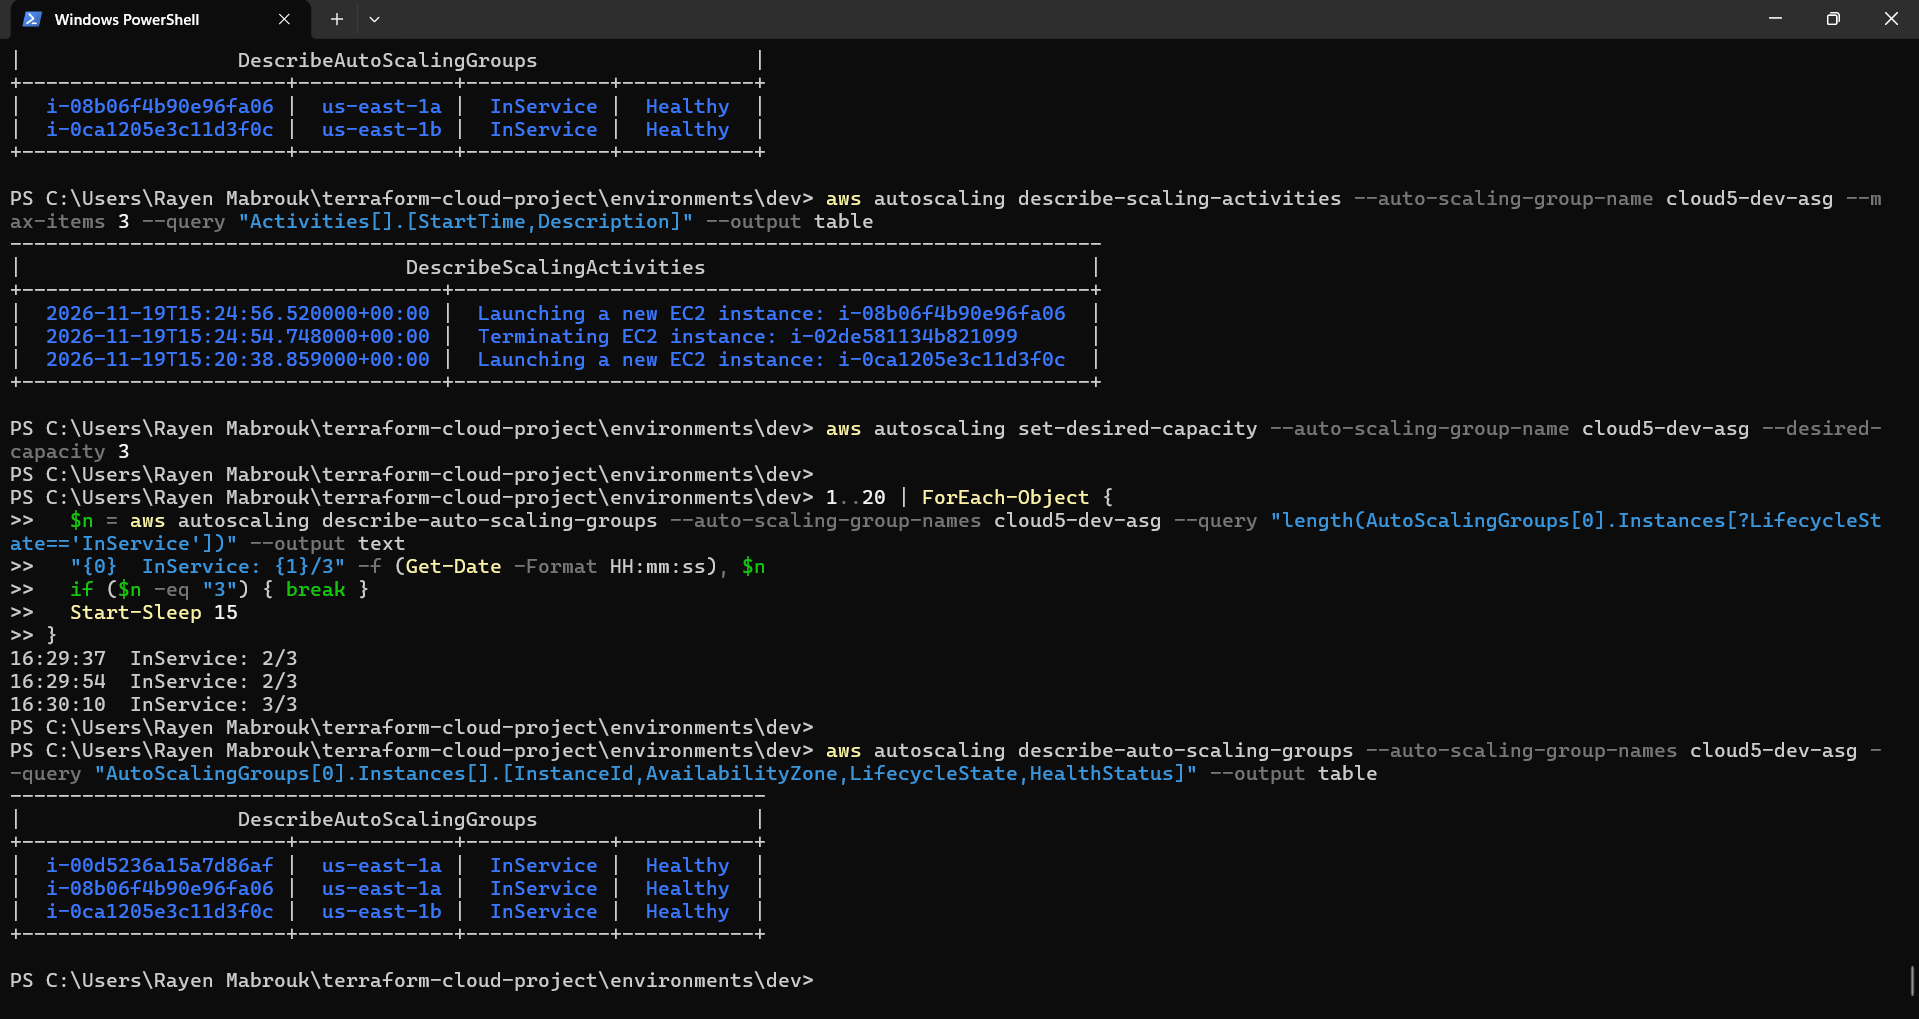 Windows PowerShell
|                  DescribeAutoScalingGroups                  |
+----------------------+-------------+------------+-----------+
|  i-08b06f4b90e96fa06 |  us-east-1a |  InService |  Healthy  |
|  i-0ca1205e3c11d3f0c |  us-east-1b |  InService |  Healthy  |
+----------------------+-------------+------------+-----------+
PS C:\Users\Rayen Mabrouk\terraform-cloud-project\environments\dev> aws autoscaling describe-scaling-activities --auto-scaling-group-name cloud5-dev-asg --m
ax-items 3 --query "Activities[].[StartTime,Description]" --output table
-------------------------------------------------------------------------------------------
|                                DescribeScalingActivities                                |
+-----------------------------------+-----------------------------------------------------+
|  2026-11-19T15:24:56.520000+00:00 |  Launching a new EC2 instance: i-08b06f4b90e96fa06  |
|  2026-11-19T15:24:54.748000+00:00 |  Terminating EC2 instance: i-02de581134b821099      |
|  2026-11-19T15:20:38.859000+00:00 |  Launching a new EC2 instance: i-0ca1205e3c11d3f0c  |
+-----------------------------------+-----------------------------------------------------+
PS C:\Users\Rayen Mabrouk\terraform-cloud-project\environments\dev> aws autoscaling set-desired-capacity --auto-scaling-group-name cloud5-dev-asg --desired-
capacity 3
PS C:\Users\Rayen Mabrouk\terraform-cloud-project\environments\dev>
PS C:\Users\Rayen Mabrouk\terraform-cloud-project\environments\dev> 1..20 | ForEach-Object {
>>   $n = aws autoscaling describe-auto-scaling-groups --auto-scaling-group-names cloud5-dev-asg --query "length(AutoScalingGroups[0].Instances[?LifecycleSt
ate=='InService'])" --output text
>>   "{0}  InService: {1}/3" -f (Get-Date -Format HH:mm:ss), $n
>>   if ($n -eq "3") { break }
>>   Start-Sleep 15
>> }
16:29:37  InService: 2/3
16:29:54  InService: 2/3
16:30:10  InService: 3/3
PS C:\Users\Rayen Mabrouk\terraform-cloud-project\environments\dev>
PS C:\Users\Rayen Mabrouk\terraform-cloud-project\environments\dev> aws autoscaling describe-auto-scaling-groups --auto-scaling-group-names cloud5-dev-asg -
-query "AutoScalingGroups[0].Instances[].[InstanceId,AvailabilityZone,LifecycleState,HealthStatus]" --output table
---------------------------------------------------------------
|                  DescribeAutoScalingGroups                  |
+----------------------+-------------+------------+-----------+
|  i-00d5236a15a7d86af |  us-east-1a |  InService |  Healthy  |
|  i-08b06f4b90e96fa06 |  us-east-1a |  InService |  Healthy  |
|  i-0ca1205e3c11d3f0c |  us-east-1b |  InService |  Healthy  |
+----------------------+-------------+------------+-----------+
PS C:\Users\Rayen Mabrouk\terraform-cloud-project\environments\dev>